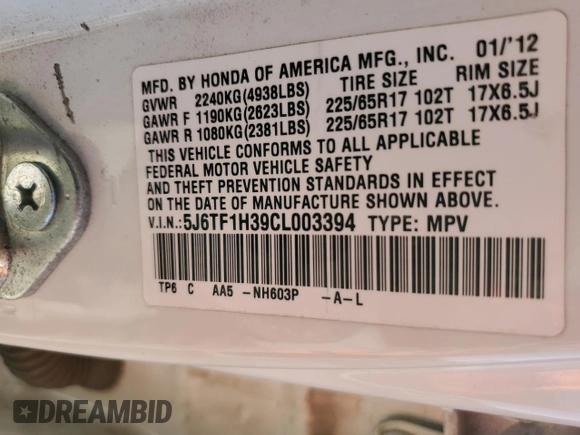 MFD. BY HONDA OF AMERICA MFG., INC. 01/'12
GVWR 2240KG(4938LBS) TIRE SIZE RIM SIZE
GAWR F 1190KG(2623LBS) 225/65R17 102T 17X6.5J
GAWR R 1080KG(2381LBS) 225/65R17 102T 17X6.5J
THIS VEHICLE CONFORMS TO ALL APPLICABLE
FEDERAL MOTOR VEHICLE SAFETY
AND THEFT PREVENTION STANDARDS IN EFFECT
ON THE DATE OF MANUFACTURE SHOWN ABOVE.
V.I.N.:5J6TF1H39CL003394 TYPE: MPV
TP6 C AA5 -NH603P -A-L
DREAMBID